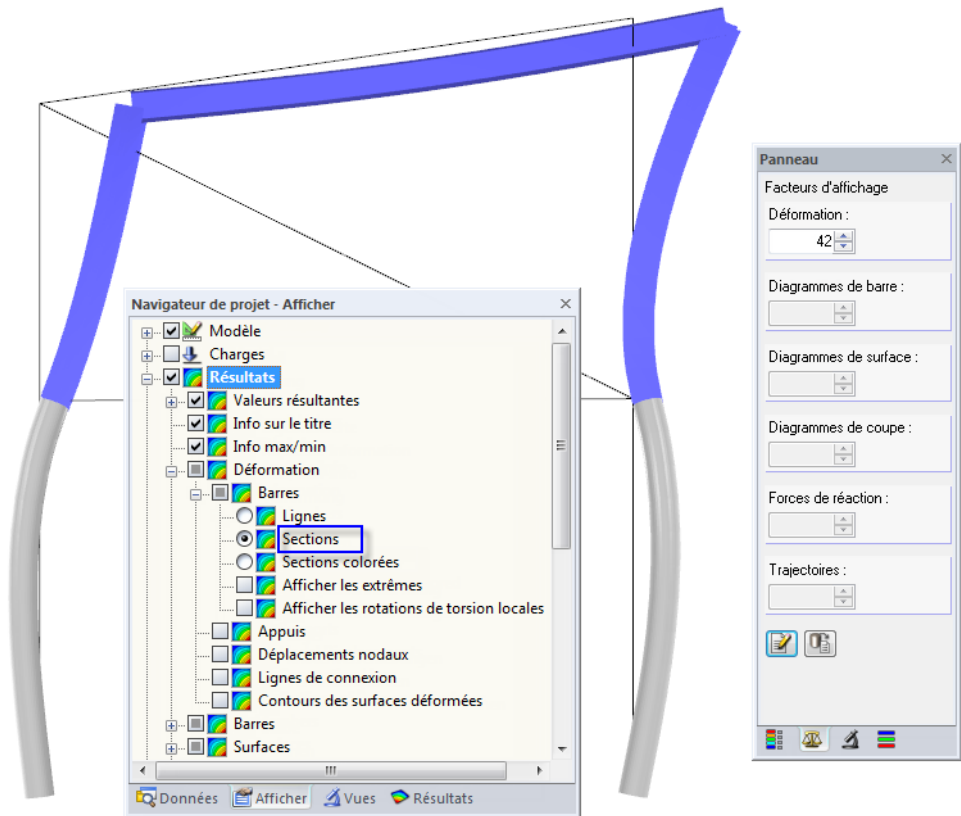 Navigateur de projet - Afficher
Modèle
Charges
Résultats
Valeurs résultantes
Info sur le titre
Info max/min
Déformation
Barres
Lignes
Sections
Sections colorées
Afficher les extrêmes
Afficher les rotations de torsion locales
Appuis
Déplacements nodaux
Lignes de connexion
Contours des surfaces déformées
Barres
Surfaces
Données Afficher Vues Résultats
Panneau
Facteurs d'affichage
Déformation :
42
Diagrammes de barre :
Diagrammes de surface :
Diagrammes de coupe :
Forces de réaction :
Trajectoires :